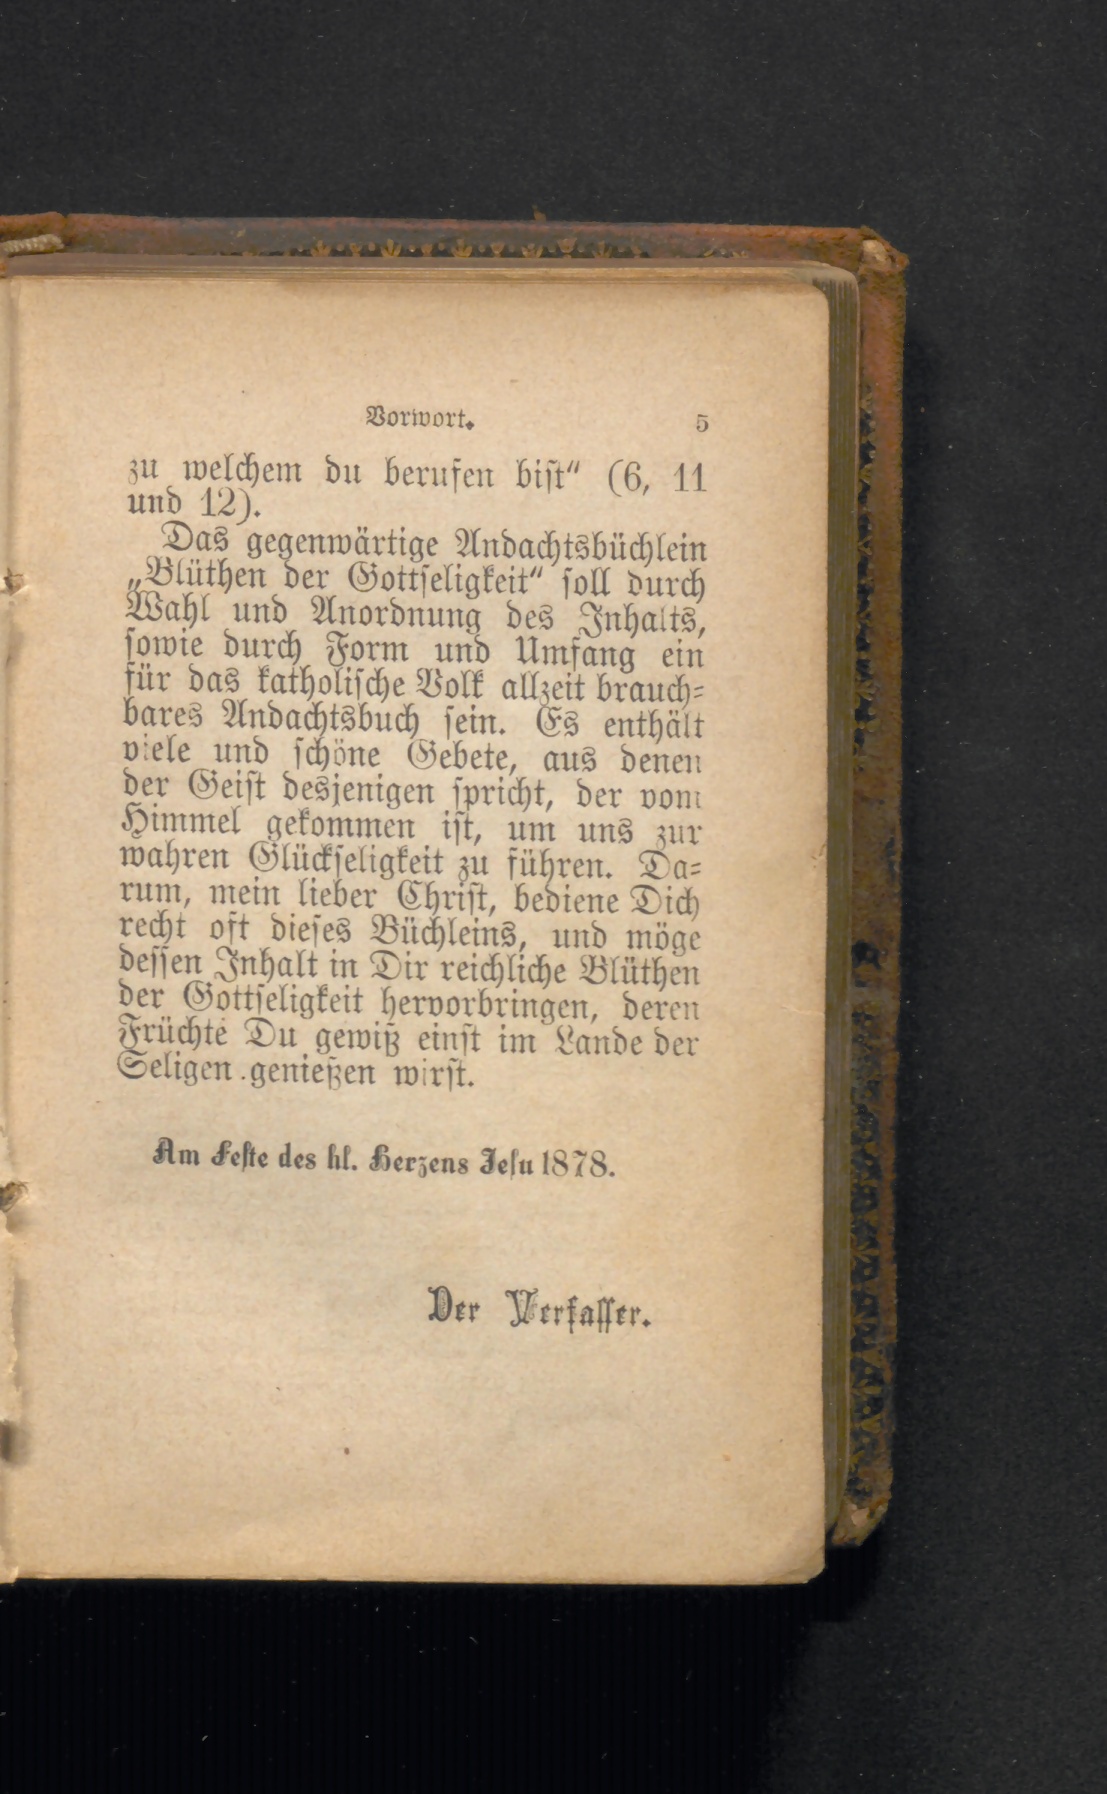 Vorwort. 5
zu welchem du berufen bist“ (6, 11
und 12).
Das gegenwärtige Andachtsbüchlein
„Blüthen der Gottseligkeit“ soll durch
Wahl und Anordnung des Inhalts,
sowie durch Form und Umfang ein
für das katholische Volk allzeit brauch-
bares Andachtsbuch sein. Es enthält
viele und schöne Gebete, aus denen
der Geist desjenigen spricht, der vom
Himmel gekommen ist, um uns zur
wahren Glückseligkeit zu führen. Da-
rum, mein lieber Christ, bediene Dich
recht oft dieses Büchleins, und möge
dessen Inhalt in Dir reichliche Blüthen
der Gottseligkeit hervorbringen, deren
Früchte Du gewiß einst im Lande der
Seligen genießen wirst.
Am Feste des hl. Herzens Jesu 1878.
Der Verfasser.